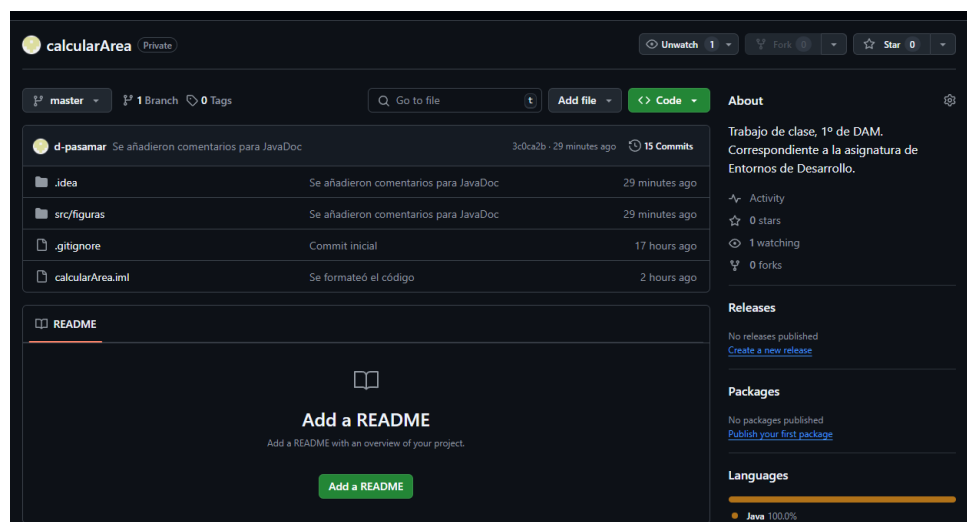 calcularArea Private
Unwatch 1 Fork 0 Star 0
master 1 Branch 0 Tags Go to file t Add file Code
d-pasamar Se añadieron comentarios para JavaDoc 3c0ca2b · 29 minutes ago 15 Commits
.idea Se añadieron comentarios para JavaDoc 29 minutes ago
src/figuras Se añadieron comentarios para JavaDoc 29 minutes ago
.gitignore Commit inicial 17 hours ago
calcularArea.iml Se formateó el código 2 hours ago
README
Add a README
Add a README with an overview of your project.
Add a README
About
Trabajo de clase, 1º de DAM.
Correspondiente a la asignatura de
Entornos de Desarrollo.
Activity
0 stars
1 watching
0 forks
Releases
No releases published
Create a new release
Packages
No packages published
Publish your first package
Languages
Java 100.0%